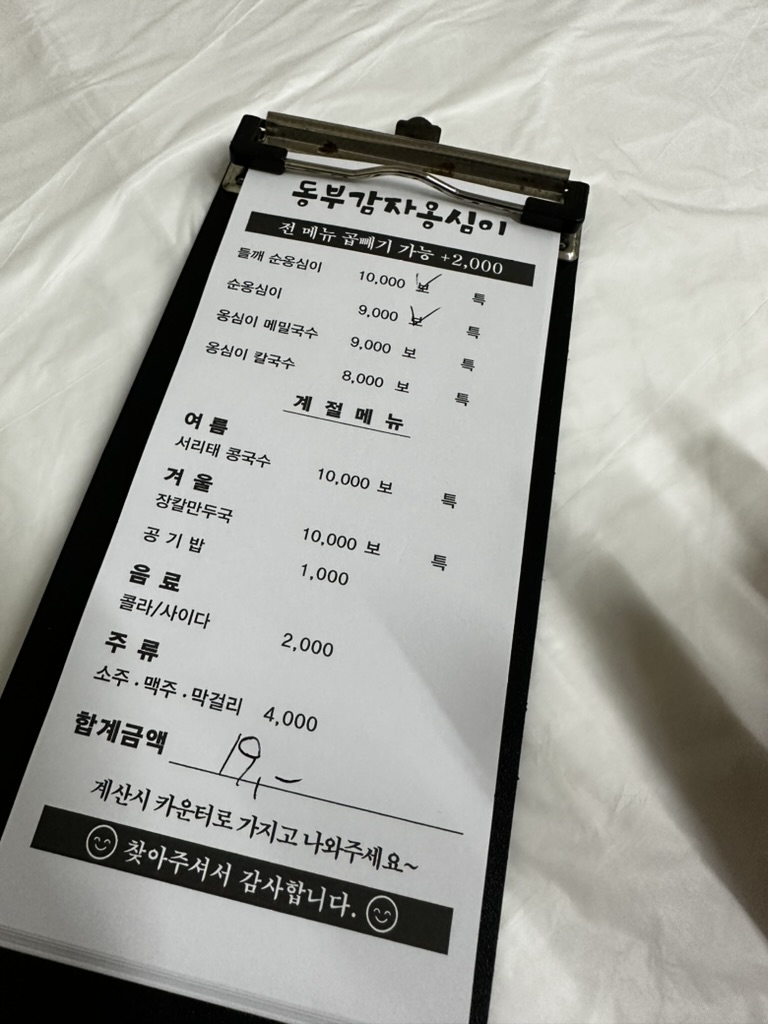 동부감자옹심이
전 메뉴 곱빼기 가능 +2,000
들깨 순옹심이 10,000 보 특
순옹심이 9,000 보 특
옹심이 메밀국수 9,000 보 특
옹심이 칼국수 8,000 보 특
계절메뉴
여름
서리태 콩국수 10,000 보 특
겨울
장칼만두국 10,000 보 특
공기밥 1,000
음료
콜라/사이다 2,000
주류
소주·맥주·막걸리 4,000
합계금액 19,-
계산시 카운터로 가지고 나와주세요~
찾아주셔서 감사합니다.